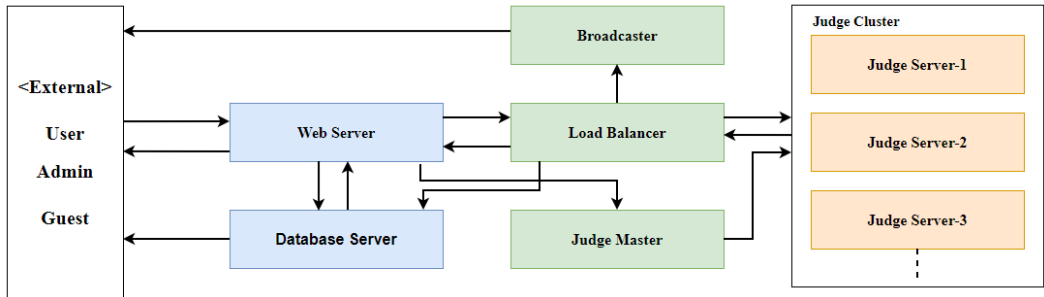 <External>
User
Admin
Guest
Broadcaster
Web Server
Load Balancer
Database Server
Judge Master
Judge Cluster
Judge Server-1
Judge Server-2
Judge Server-3